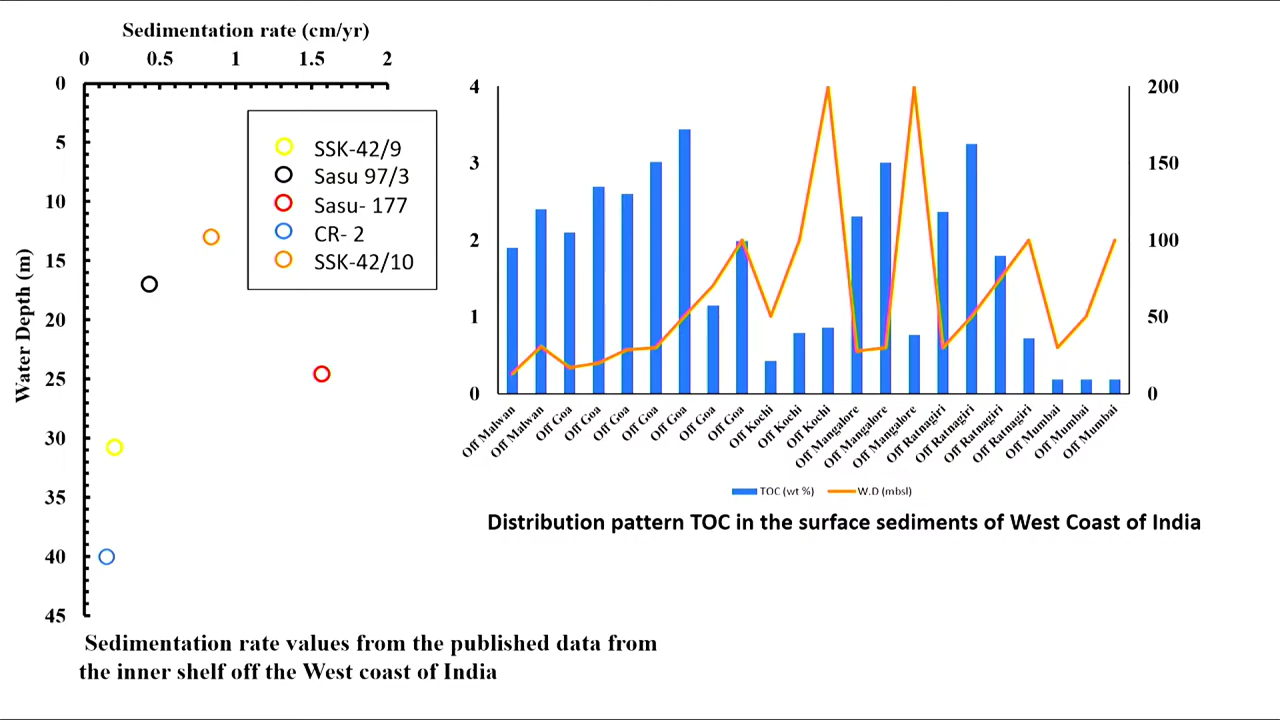 Sedimentation rate (cm/yr)
0 0.5 1 1.5 2
0
5
10
15
20
25
30
35
40
45
Water Depth (m)
SSK-42/9
Sasu 97/3
Sasu- 177
CR- 2
SSK-42/10
Sedimentation rate values from the published data from
the inner shelf off the West coast of India
4
3
2
1
0
200
150
100
50
0
Off Malwan
Off Malwan
Off Goa
Off Goa
Off Goa
Off Goa
Off Goa
Off Goa
Off Goa
Off Kochi
Off Kochi
Off Kochi
Off Mangalore
Off Mangalore
Off Mangalore
Off Ratnagiri
Off Ratnagiri
Off Ratnagiri
Off Ratnagiri
Off Mumbai
Off Mumbai
Off Mumbai
TOC (wt %) W.D (mbsl)
Distribution pattern TOC in the surface sediments of West Coast of India